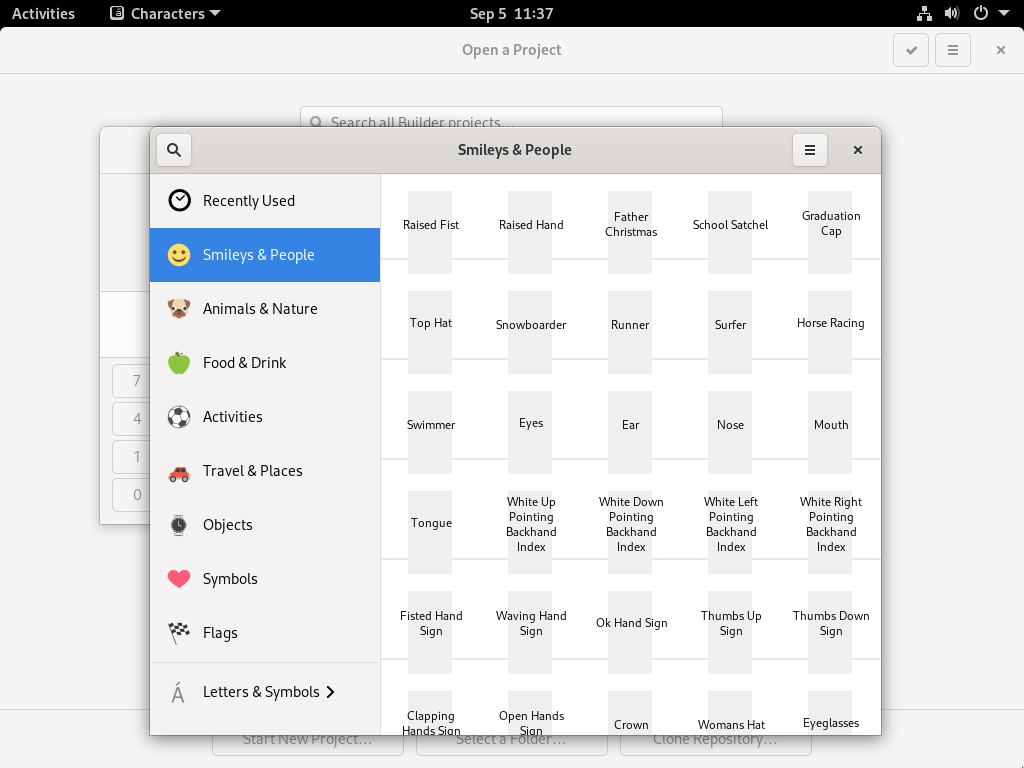 Activities
Characters
Sep 5 11:37
Open a Project
Search all Builder projects...
Smileys & People
Recently Used
Smileys & People
Animals & Nature
Food & Drink
Activities
Travel & Places
Objects
Symbols
Flags
Á
Letters & Symbols
7
4
1
0
Raised Fist
Raised Hand
Father
Christmas
School Satchel
Graduation
Cap
Top Hat
Snowboarder
Runner
Surfer
Horse Racing
Swimmer
Eyes
Ear
Nose
Mouth
Tongue
White Up
Pointing
Backhand
Index
White Down
Pointing
Backhand
Index
White Left
Pointing
Backhand
Index
White Right
Pointing
Backhand
Index
Fisted Hand
Sign
Waving Hand
Sign
Ok Hand Sign
Thumbs Up
Sign
Thumbs Down
Sign
Clapping
Hands Sign
Open Hands
Sign
Crown
Womans Hat
Eyeglasses
Start New Project...
Select a Folder...
Clone Repository...